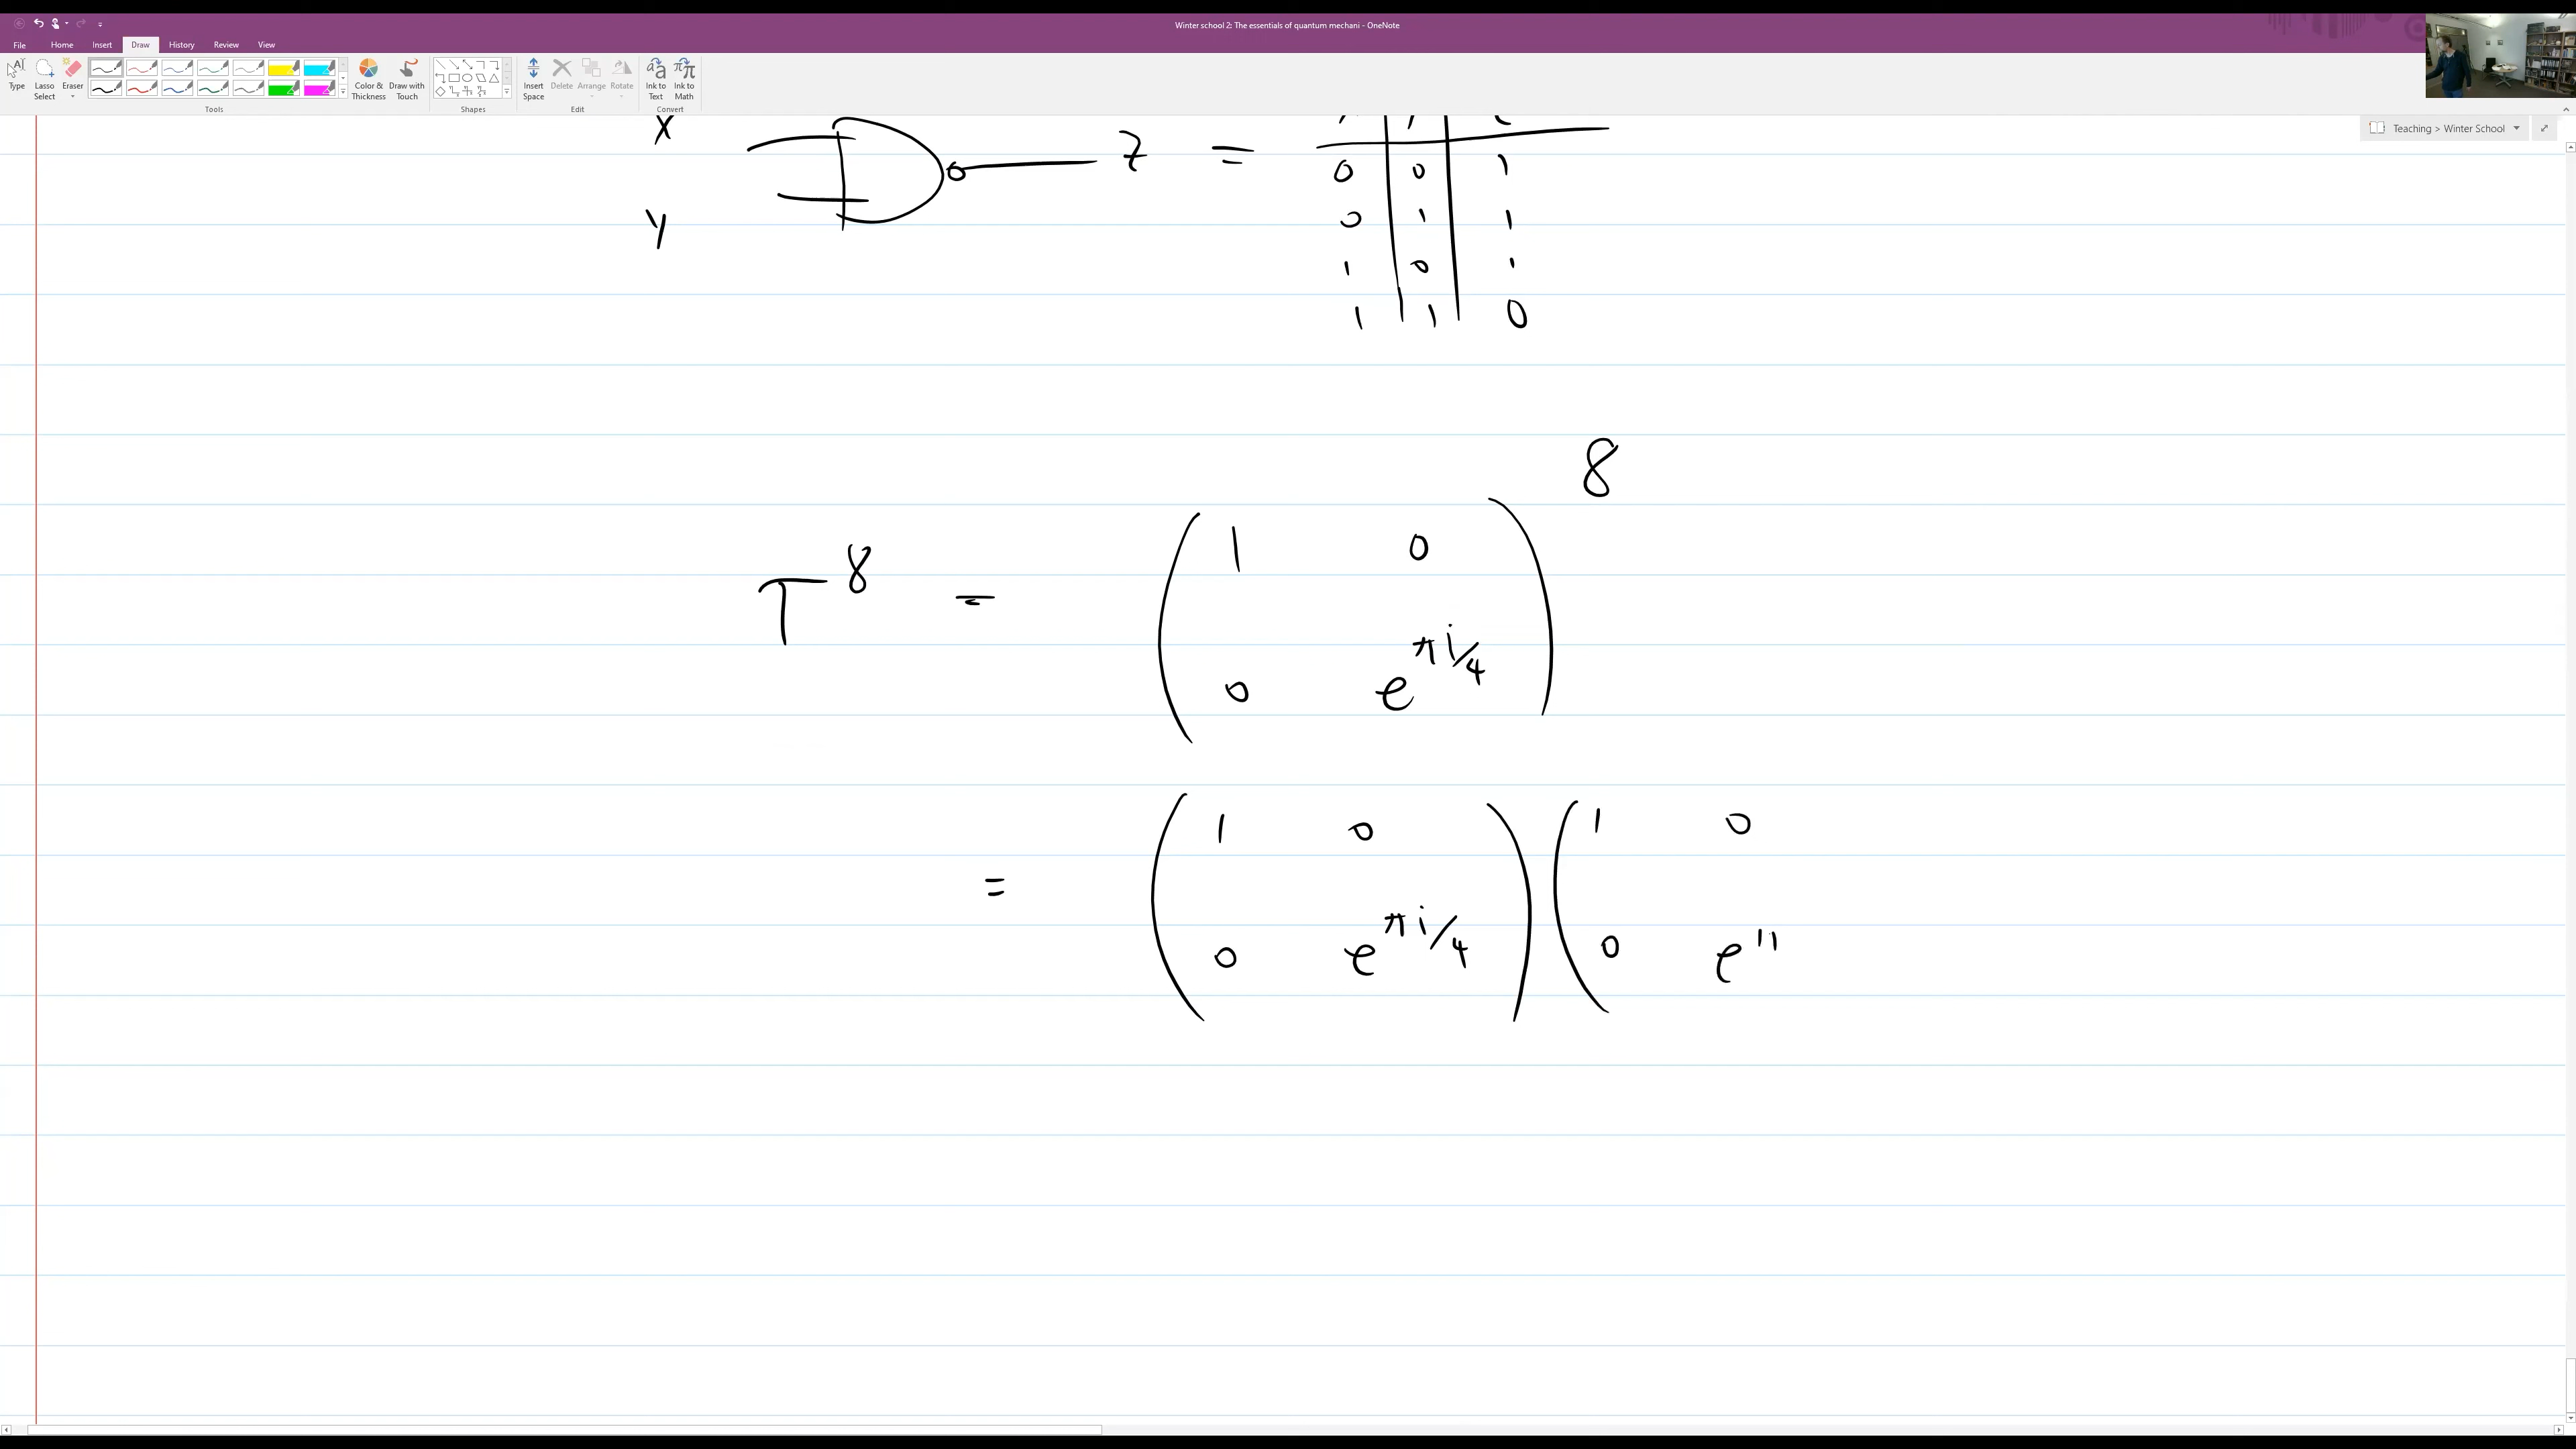 Winter school 2: The essentials of quantum mechani - OneNote
File Home Insert Draw History Review View
Type Lasso Select Eraser Color & Thickness Draw with Touch Insert Space Delete Arrange Rotate Ink to Text Ink to Math
Tools Shapes Edit Convert
Teaching > Winter School
x
y
z =
0 0 1
0 1 1
1 0 1
1 1 0
8
T^8 = ( 1 0
0 e^πi/4 )
= ( 1 0 ( 1 0
0 e^πi/4 ) 0 e^"